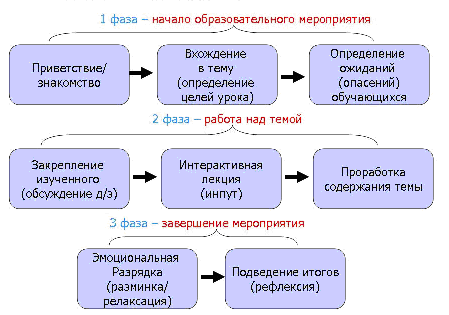 1 фаза – начало образовательного мероприятия
Приветствие/
знакомство
Вхождение
в тему
(определение
целей урока)
Определение
ожиданий
(опасений)
обучающихся
2 фаза – работа над темой
Закрепление
изученного
(обсуждение д/з)
Интерактивная
лекция
(инпут)
Проработка
содержания темы
3 фаза – завершение мероприятия
Эмоциональная
Разрядка
(разминка/
релаксация)
Подведение итогов
(рефлексия)